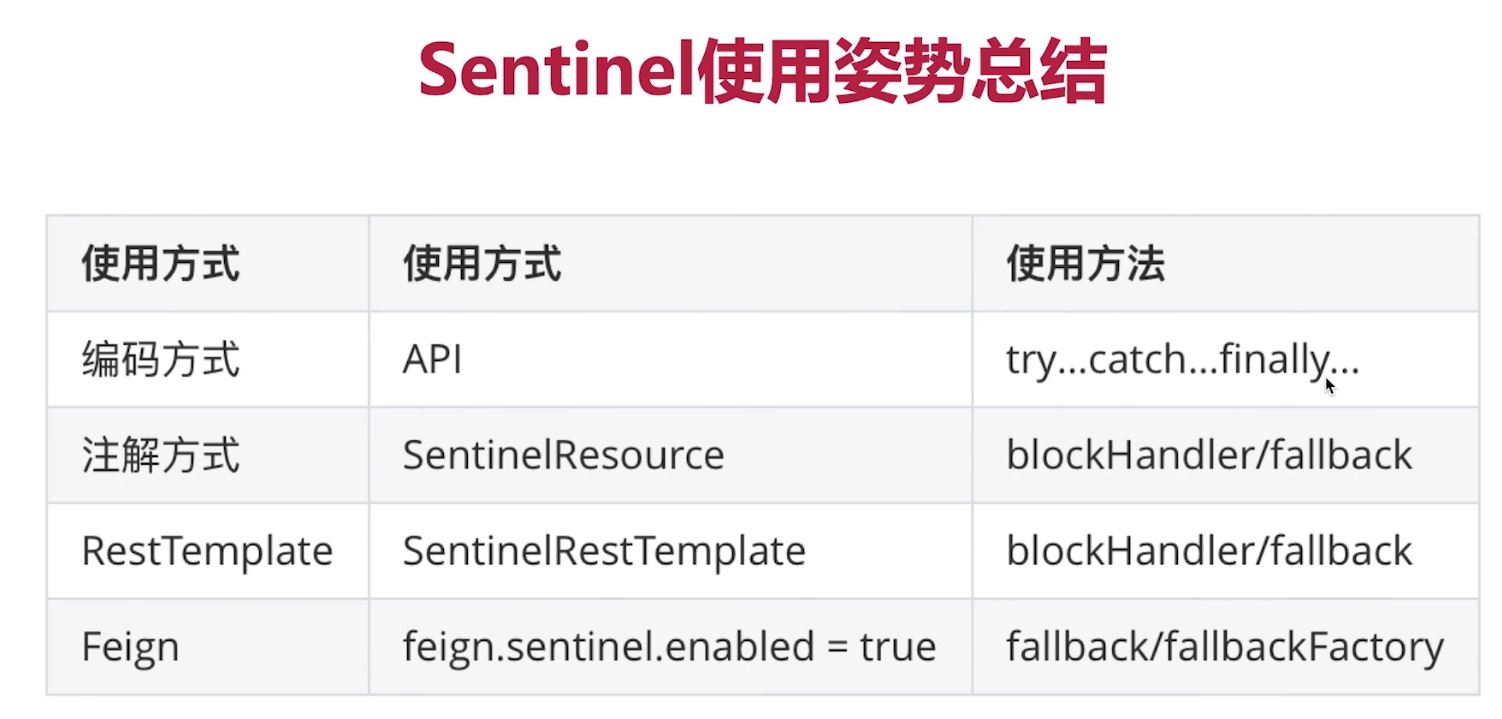 Sentinel使用姿势总结
使用方式 使用方式 使用方法
编码方式 API try...catch...finally...
注解方式 SentinelResource blockHandler/fallback
RestTemplate SentinelRestTemplate blockHandler/fallback
Feign feign.sentinel.enabled = true fallback/fallbackFactory